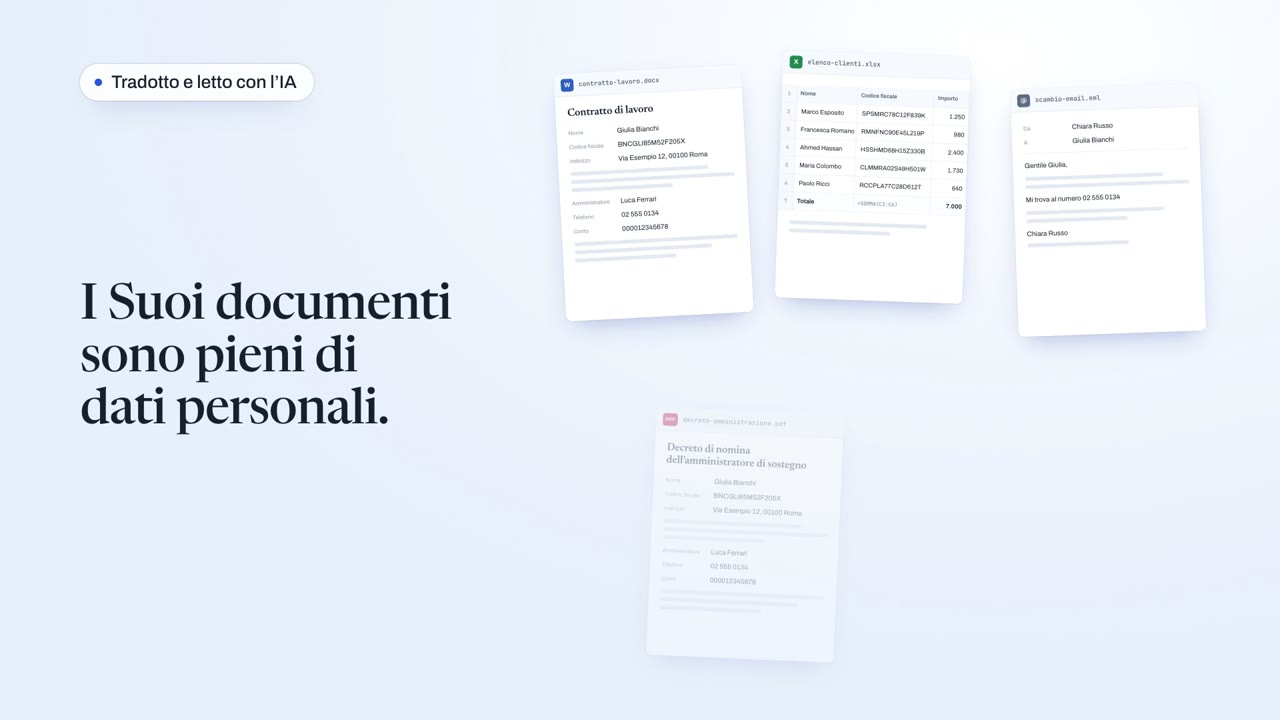 Tradotto e letto con l'IA
I Suoi documenti
sono pieni di
dati personali.
W contratto-lavoro.docx
Contratto di lavoro
Nome Giulia Bianchi
Codice fiscale BNCGLI85M52F205X
Indirizzo Via Esempio 12, 00100 Roma
Amministratore Luca Ferrari
Telefono 02 555 0134
Conto 000012345678
X elenco-clienti.xlsx
1 Nome Codice fiscale Importo
2 Marco Esposito SPSMRC78C12F839K 1.250
3 Francesca Romano RMNFNC90E45L219P 980
4 Ahmed Hassan HSSHMD68H15Z330B 2.400
5 Maria Colombo CLMMRA02S49H501W 1.730
6 Paolo Ricci RCCPLA77C28D612T 640
7 Totale =SOMMA(C2:C6) 7.000
@ scambio-email.eml
Da Chiara Russo
A Giulia Bianchi
Gentile Giulia,
Mi trova al numero 02 555 0134
Chiara Russo
PDF decreto-amministrazione.pdf
Decreto di nomina
dell'amministratore di sostegno
Nome Giulia Bianchi
Codice fiscale BNCGLI85M52F205X
Indirizzo Via Esempio 12, 00100 Roma
Amministratore Luca Ferrari
Telefono 02 555 0134
Conto 000012345678